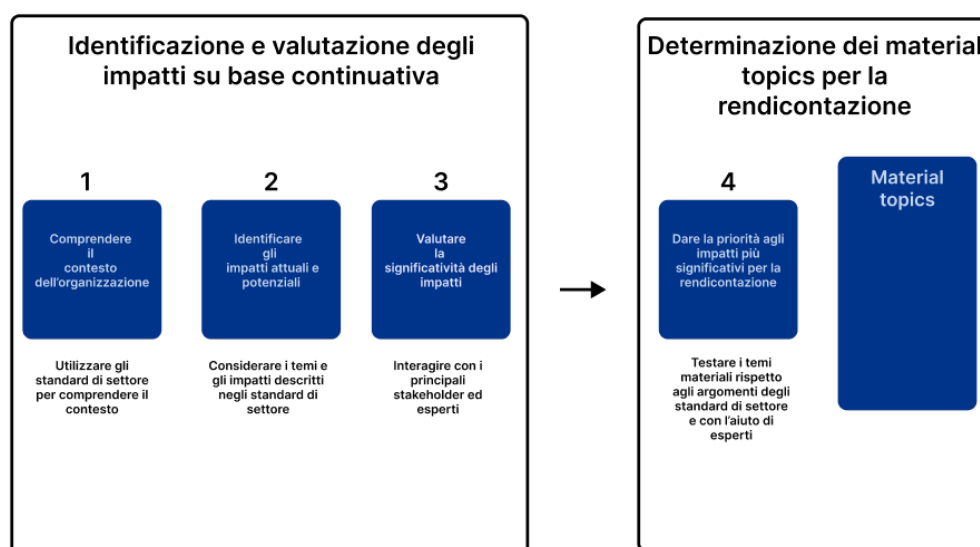 Identificazione e valutazione degli
impatti su base continuativa
1
Comprendere
il
contesto
dell'organizzazione
Utilizzare gli
standard di settore
per comprendere il
contesto
2
Identificare
gli
impatti attuali e
potenziali
Considerare i temi e
gli impatti descritti
negli standard di
settore
3
Valutare
la
significatività degli
impatti
Interagire con i
principali
stakeholder ed
esperti
Determinazione dei material
topics per la
rendicontazione
4
Dare la priorità agli
impatti più
significativi per la
rendicontazione
Testare i temi
materiali rispetto
agli argomenti degli
standard di settore
e con l'aiuto di
esperti
Material
topics